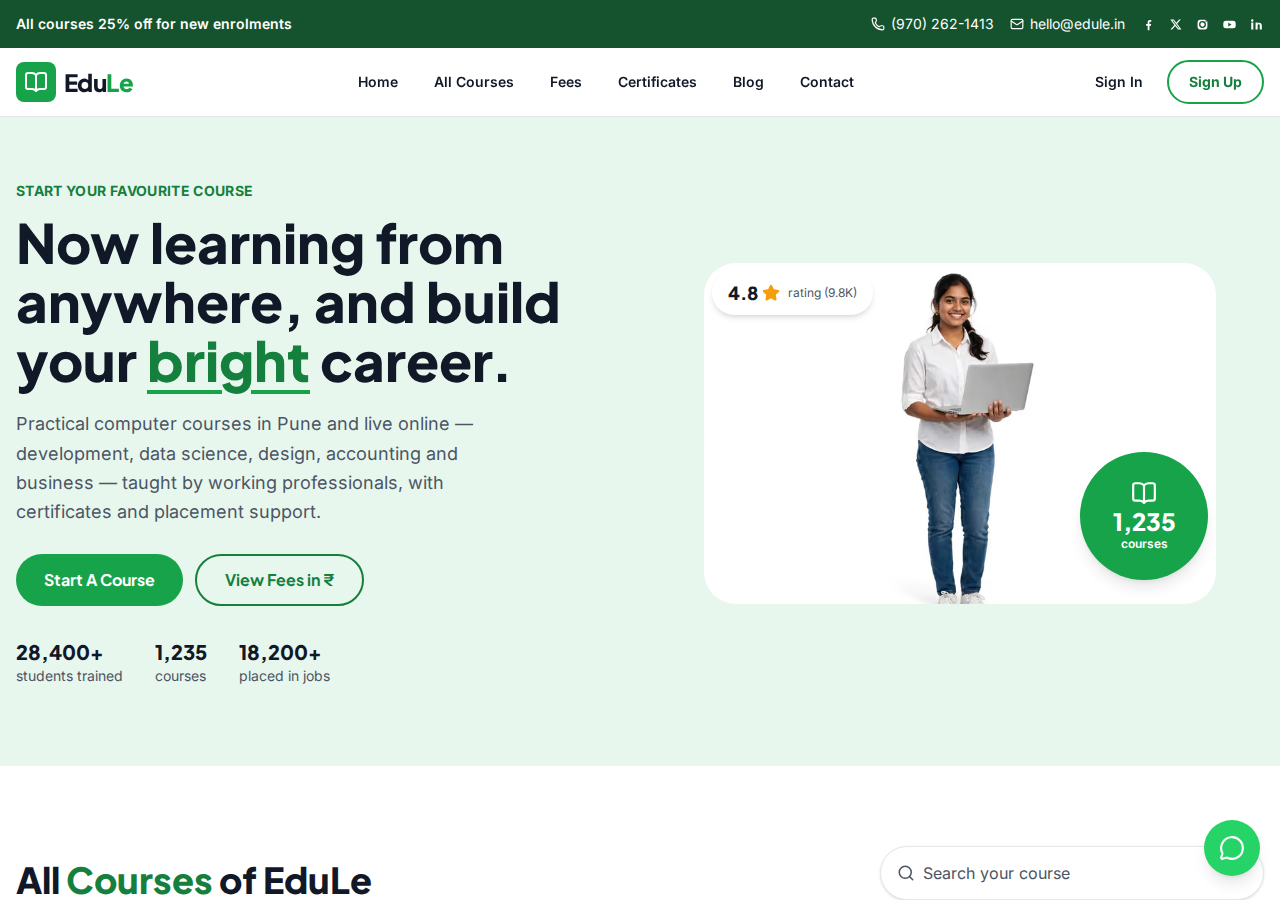 All courses 25% off for new enrolments
(970) 262-1413
hello@edule.in
EduLe
Home
All Courses
Fees
Certificates
Blog
Contact
Sign In
Sign Up
START YOUR FAVOURITE COURSE
Now learning from
anywhere, and build
your bright career.
Practical computer courses in Pune and live online —
development, data science, design, accounting and
business — taught by working professionals, with
certificates and placement support.
Start A Course
View Fees in ₹
28,400+
students trained
1,235
courses
18,200+
placed in jobs
4.8
rating (9.8K)
1,235
courses
All Courses of EduLe
Search your course